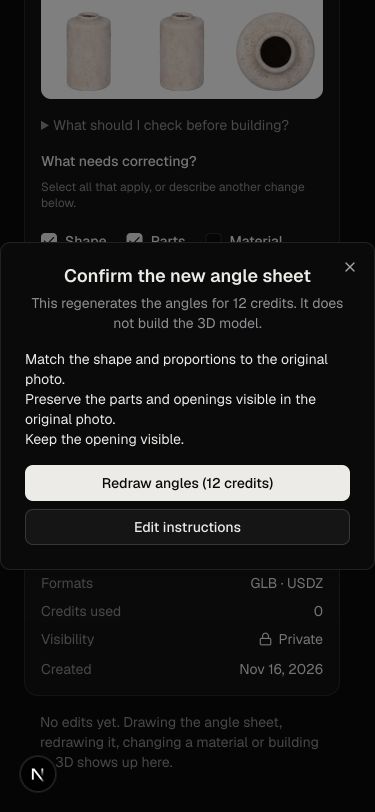 ▶ What should I check before building?
What needs correcting?
Select all that apply, or describe another change
below.
Shape Parts Material
Confirm the new angle sheet
This regenerates the angles for 12 credits. It does
not build the 3D model.
Match the shape and proportions to the original
photo.
Preserve the parts and openings visible in the
original photo.
Keep the opening visible.
Redraw angles (12 credits)
Edit instructions
Formats GLB · USDZ
Credits used 0
Visibility Private
Created Nov 16, 2026
No edits yet. Drawing the angle sheet,
redrawing it, changing a material or building
3D shows up here.
N